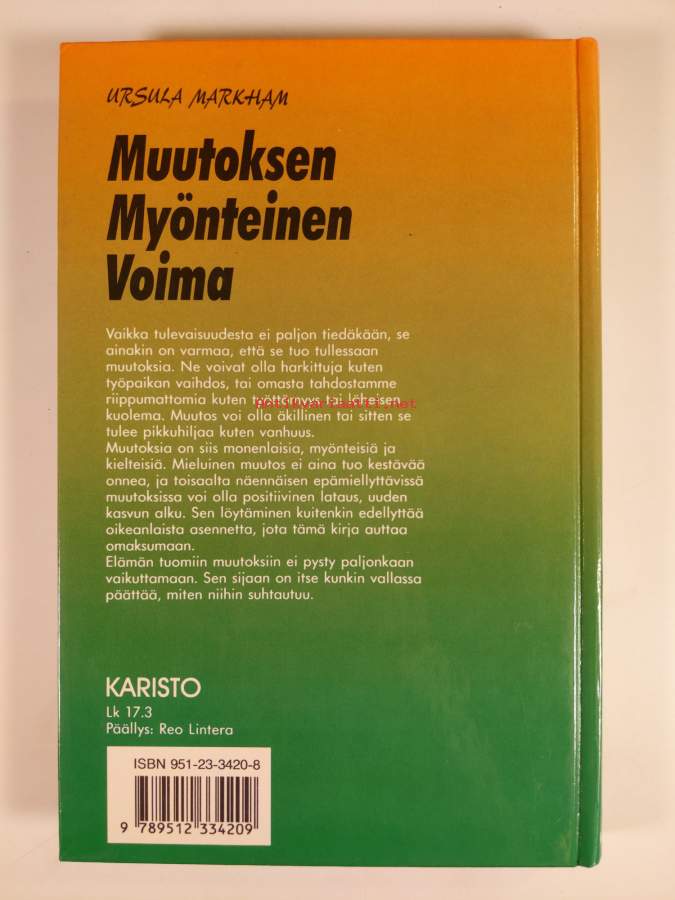 URSULA MARKHAM
Muutoksen
Myönteinen
Voima
Vaikka tulevaisuudesta ei paljon tiedäkään, se
ainakin on varmaa, että se tuo tullessaan
muutoksia. Ne voivat olla harkittuja kuten
työpaikan vaihdos, tai omasta tahdostamme
riippumattomia kuten työttömyys tai läheisen
antikvariaatti.net
kuolema. Muutos voi olla äkillinen tai sitten se
tulee pikkuhiljaa kuten vanhuus.
Muutoksia on siis monenlaisia, myönteisiä ja
kielteisiä. Mieluinen muutos ei aina tuo kestävää
onnea, ja toisaalta näennäisen epämiellyttävissä
muutoksissa voi olla positiivinen lataus, uuden
kasvun alku. Sen löytäminen kuitenkin edellyttää
oikeanlaista asennetta, jota tämä kirja auttaa
omaksumaan.
Elämän tuomiin muutoksiin ei pysty paljonkaan
vaikuttamaan. Sen sijaan on itse kunkin vallassa
päättää, miten niihin suhtautuu.
KARISTO
Lk 17.3
Päällys: Reo Lintera
ISBN 951-23-3420-8
9 789512 334209